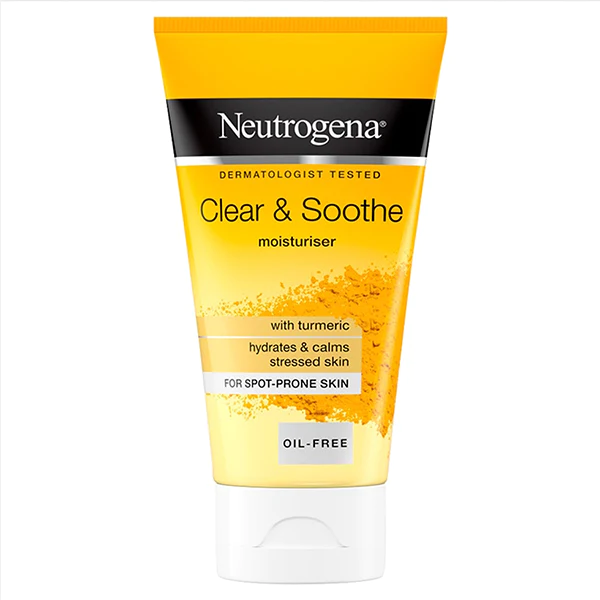 Neutrogena®
DERMATOLOGIST TESTED
Clear & Soothe
moisturiser
with turmeric
hydrates & calms
stressed skin
FOR SPOT-PRONE SKIN
OIL-FREE